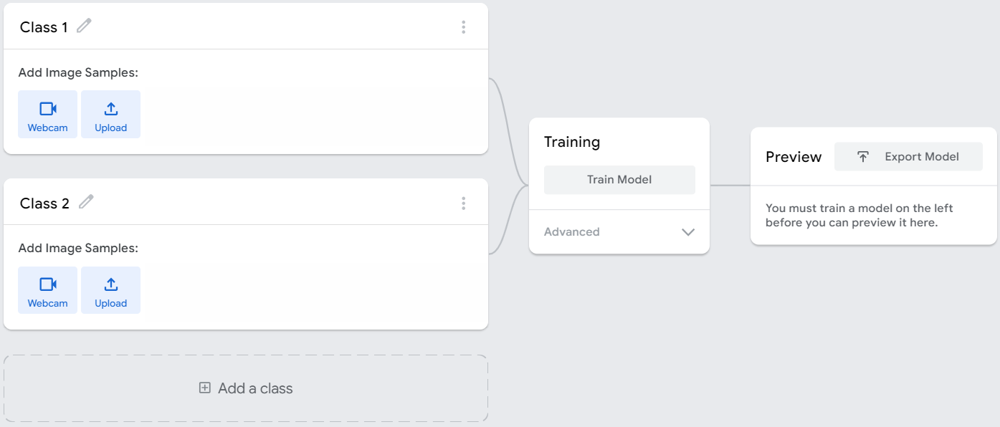 Class 1
Add Image Samples:
Webcam
Upload
Class 2
Add Image Samples:
Webcam
Upload
Add a class
Training
Train Model
Advanced
Preview
Export Model
You must train a model on the left
before you can preview it here.